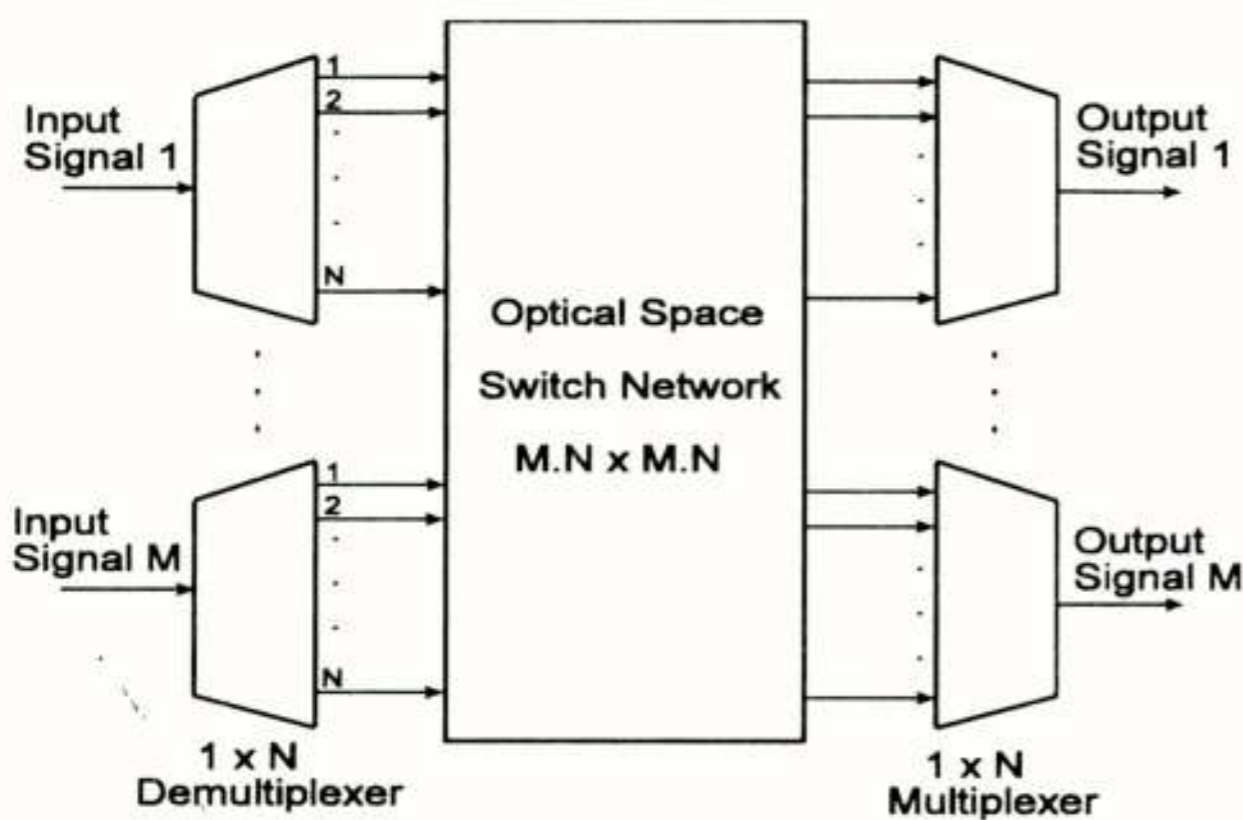 Input
Signal 1
1
2
N
Optical Space
Switch Network
M.N x M.N
Output
Signal 1
Input
Signal M
1
2
N
Output
Signal M
1 x N
Demultiplexer
1 x N
Multiplexer